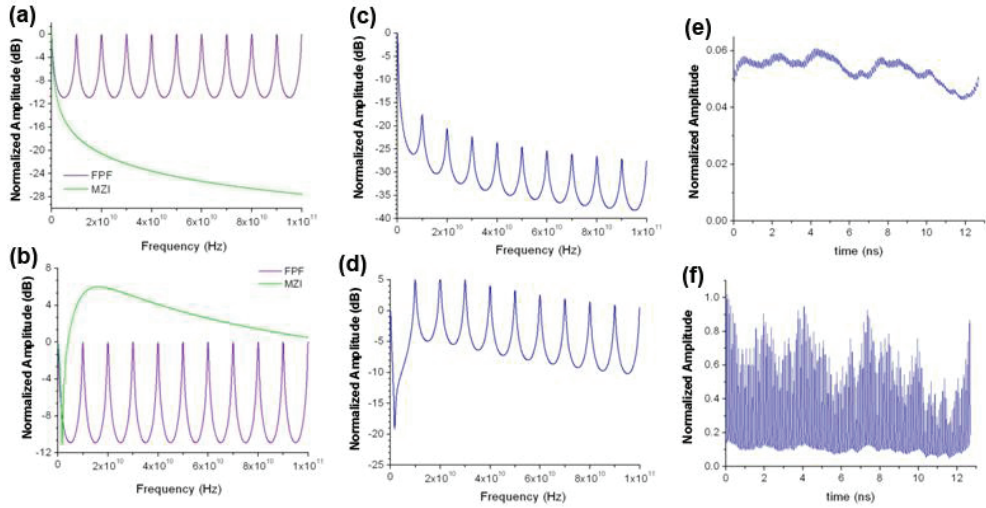 (a)
Normalized Amplitude (dB)
0
-4
-8
-12
-16
-20
-24
-28
FPF
MZI
0 2x10^10 4x10^10 6x10^10 8x10^10 1x10^11
Frequency (Hz)
(b)
Normalized Amplitude (dB)
8
4
0
-4
-8
-12
FPF
MZI
0 2x10^10 4x10^10 6x10^10 8x10^10 1x10^11
Frequency (Hz)
(c)
Normalized Amplitude (dB)
0
-5
-10
-15
-20
-25
-30
-35
-40
0 2x10^10 4x10^10 6x10^10 8x10^10 1x10^11
Frequency (Hz)
(d)
Normalized Amplitude (dB)
5
0
-5
-10
-15
-20
-25
0 2x10^10 4x10^10 6x10^10 8x10^10 1x10^11
Frequency (Hz)
(e)
Normalized Amplitude
0.06
0.04
0.02
0.00
0 2 4 6 8 10 12
time (ns)
(f)
Normalized Amplitude
1.0
0.8
0.6
0.4
0.2
0.0
0 2 4 6 8 10 12
time (ns)